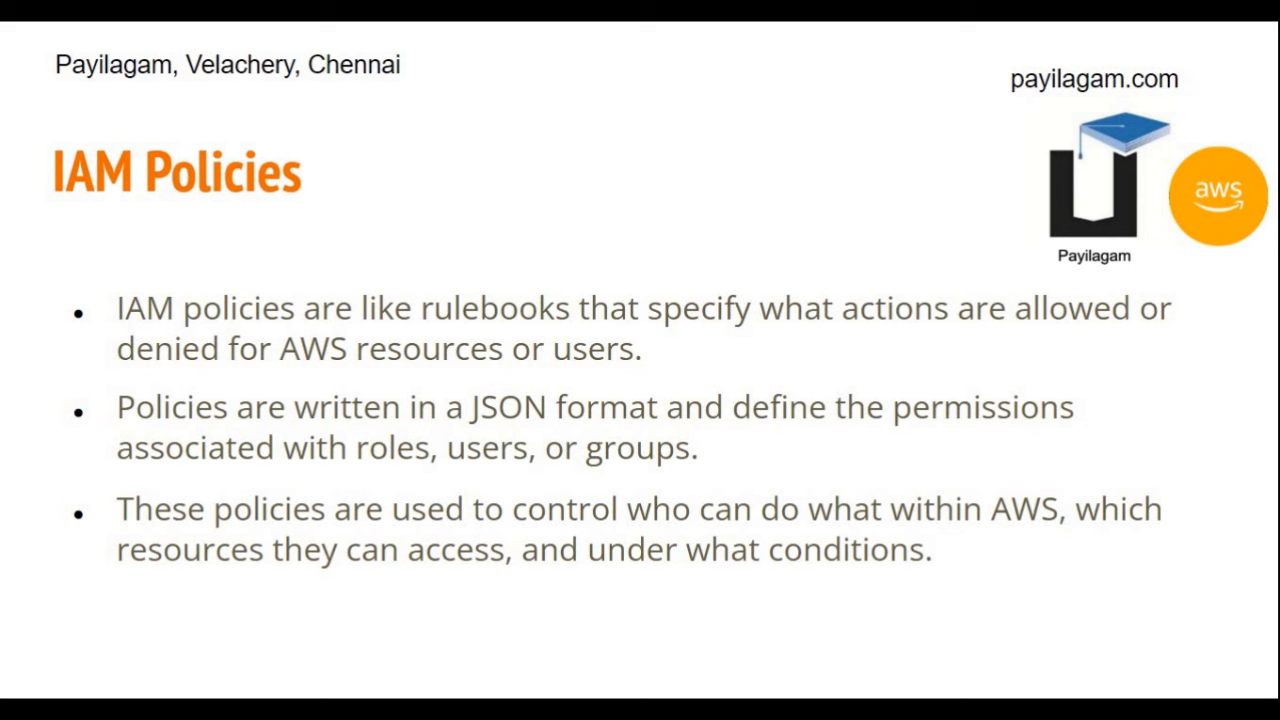 Payilagam, Velachery, Chennai
payilagam.com
IAM Policies
aws
Payilagam
• IAM policies are like rulebooks that specify what actions are allowed or
denied for AWS resources or users.
• Policies are written in a JSON format and define the permissions
associated with roles, users, or groups.
• These policies are used to control who can do what within AWS, which
resources they can access, and under what conditions.